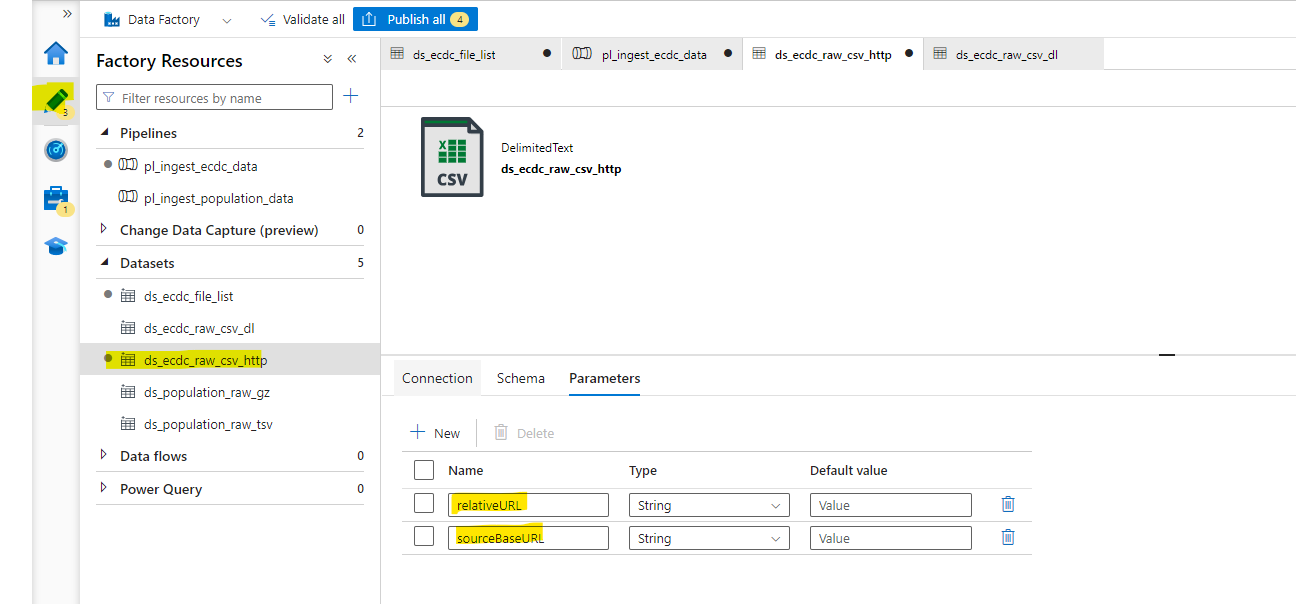 Data Factory
Validate all
Publish all 4
Factory Resources
Filter resources by name
3
1
Pipelines 2
pl_ingest_ecdc_data
pl_ingest_population_data
Change Data Capture (preview) 0
Datasets 5
ds_ecdc_file_list
ds_ecdc_raw_csv_dl
ds_ecdc_raw_csv_http
ds_population_raw_gz
ds_population_raw_tsv
Data flows 0
Power Query 0
ds_ecdc_file_list
pl_ingest_ecdc_data
ds_ecdc_raw_csv_http
ds_ecdc_raw_csv_dl
X
CSV
DelimitedText
ds_ecdc_raw_csv_http
Connection Schema Parameters
New Delete
Name Type Default value
relativeURL String Value
sourceBaseURL String Value